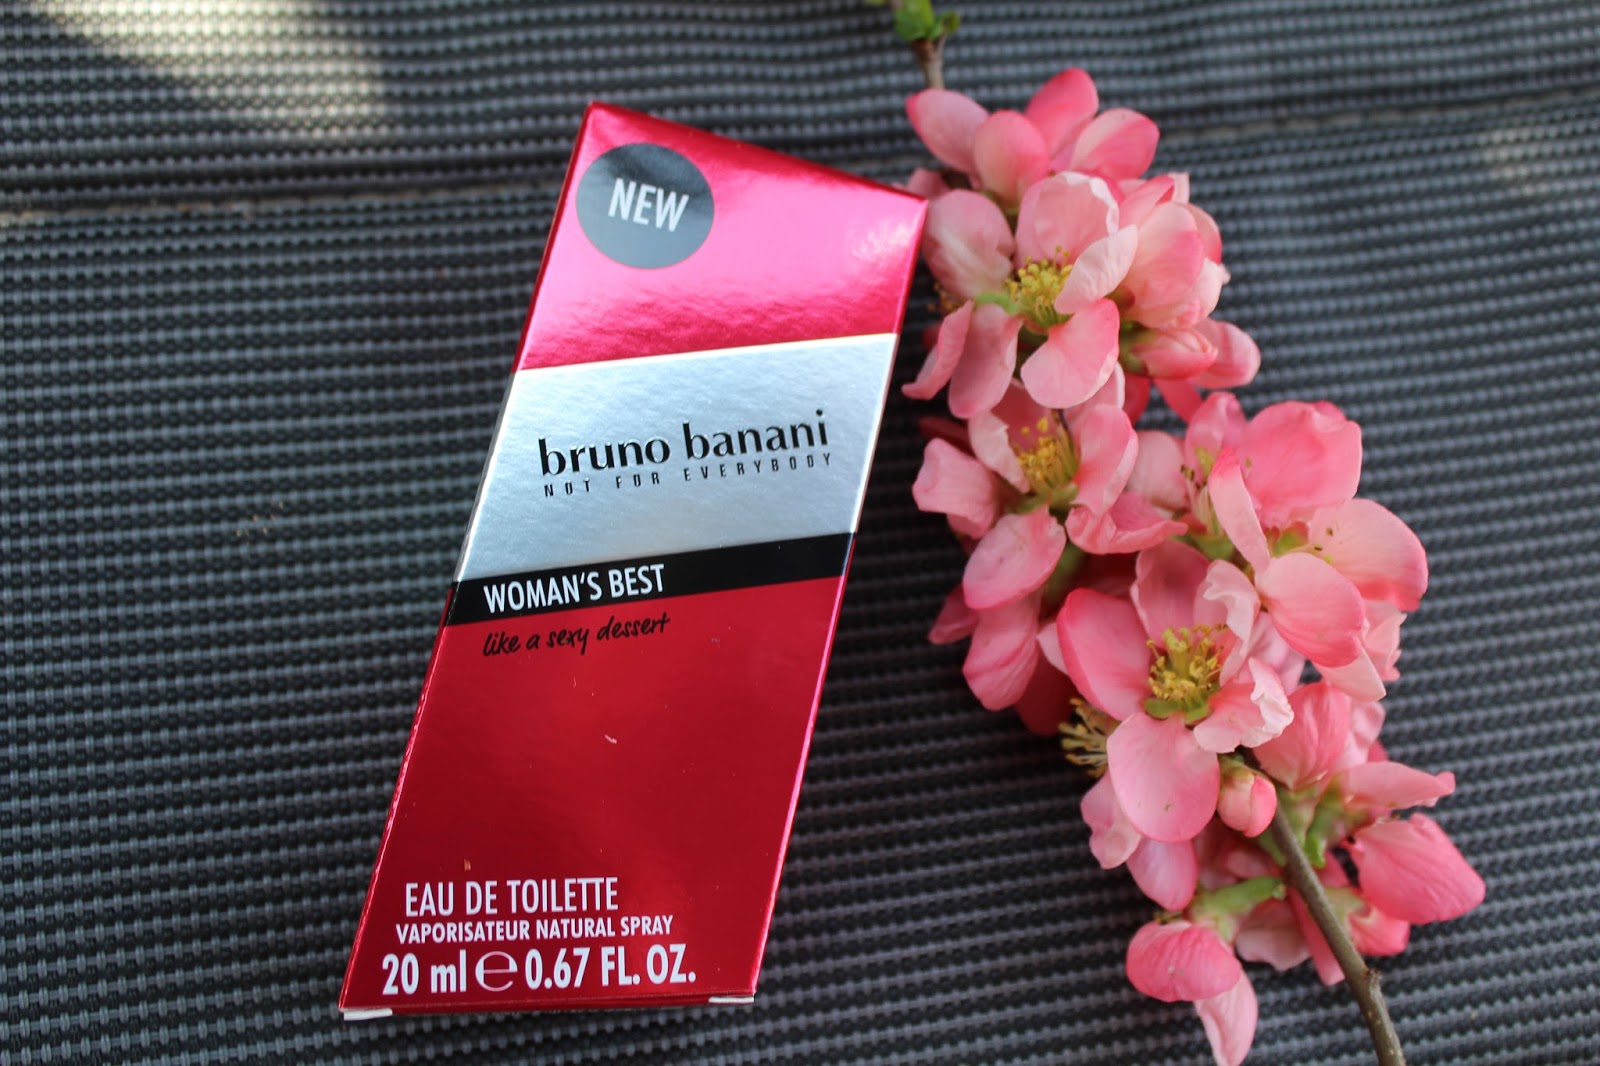 NEW
bruno banani
NOT FOR EVERYBODY
WOMAN‘S BEST
like a sexy dessert
EAU DE TOILETTE
VAPORISATEUR NATURAL SPRAY
20 ml ℮ 0.67 FL. OZ.